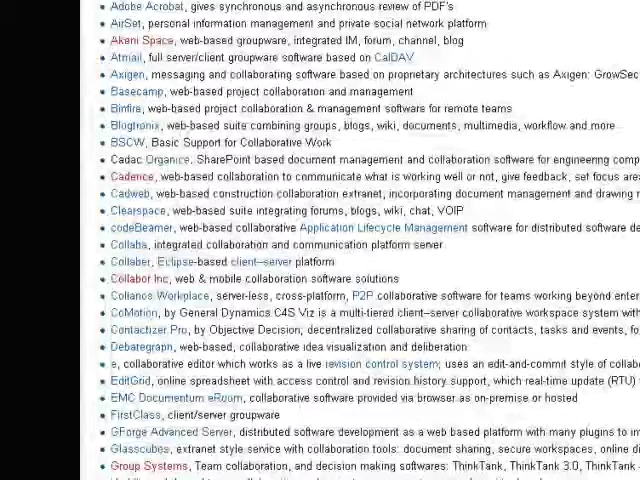 Adobe Acrobat, gives synchronous and asynchronous review of PDF's
AirSet, personal information management and private social network platform
Akeni Space, web-based groupware, integrated IM, forum, channel, blog
Atmail, full server/client groupware software based on CalDAV
Axigen, messaging and collaborating software based on proprietary architectures such as Axigen: GrowSec
Basecamp, web-based project collaboration and management
Binfire, web-based project collaboration & management software for remote teams
Blogtronix, web-based suite combining groups, blogs, wiki, documents, multimedia, workflow and more
BSCW, Basic Support for Collaborative Work
Cadac Organice, SharePoint based document management and collaboration software for engineering comp
Cadence, web-based collaboration to communicate what is working well or not, give feedback, set focus area
Cadweb, web-based construction collaboration extranet, incorporating document management and drawing r
Clearspace, web-based suite integrating forums, blogs, wiki, chat, VOIP
codeBeamer, web-based collaborative Application Lifecycle Management software for distributed software de
Collaba, integrated collaboration and communication platform server
Collaber, Eclipse-based client–server platform
Collabor Inc, web & mobile collaboration software solutions
Collanos Workplace, server-less, cross-platform, P2P collaborative software for teams working beyond enter
CoMotion, by General Dynamics C4S Viz is a multi-tiered client–server collaborative workspace system with
Contactizer Pro, by Objective Decision, decentralized collaborative sharing of contacts, tasks and events, fo
Debategraph, web-based, collaborative idea visualization and deliberation
e, collaborative editor which works as a live revision control system; uses an edit-and-commit style of collab
EditGrid, online spreadsheet with access control and revision history support, which real-time update (RTU)
EMC Documentum eRoom, collaborative software provided via browser as on-premise or hosted
FirstClass, client/server groupware
GForge Advanced Server, distributed software development as a web based platform with many plugins to in
Glasscubes, extranet style service with collaboration tools: document sharing, secure workspaces, online di
Group Systems, Team collaboration, and decision making softwares: ThinkTank, ThinkTank 3.0, ThinkTank